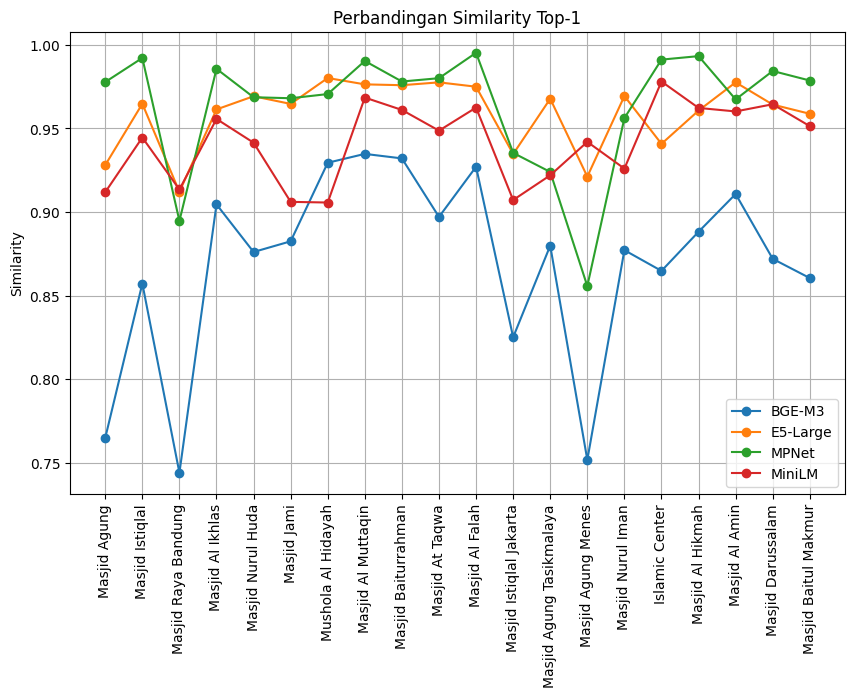 Perbandingan Similarity Top-1
Similarity
1.00
0.95
0.90
0.85
0.80
0.75
BGE-M3
E5-Large
MPNet
MiniLM
Masjid Agung
Masjid Istiqlal
Masjid Raya Bandung
Masjid Al Ikhlas
Masjid Nurul Huda
Masjid Jami
Mushola Al Hidayah
Masjid Al Muttaqin
Masjid Baiturrahman
Masjid At Taqwa
Masjid Al Falah
Masjid Istiqlal Jakarta
Masjid Agung Tasikmalaya
Masjid Agung Menes
Masjid Nurul Iman
Islamic Center
Masjid Al Hikmah
Masjid Al Amin
Masjid Darussalam
Masjid Baitul Makmur